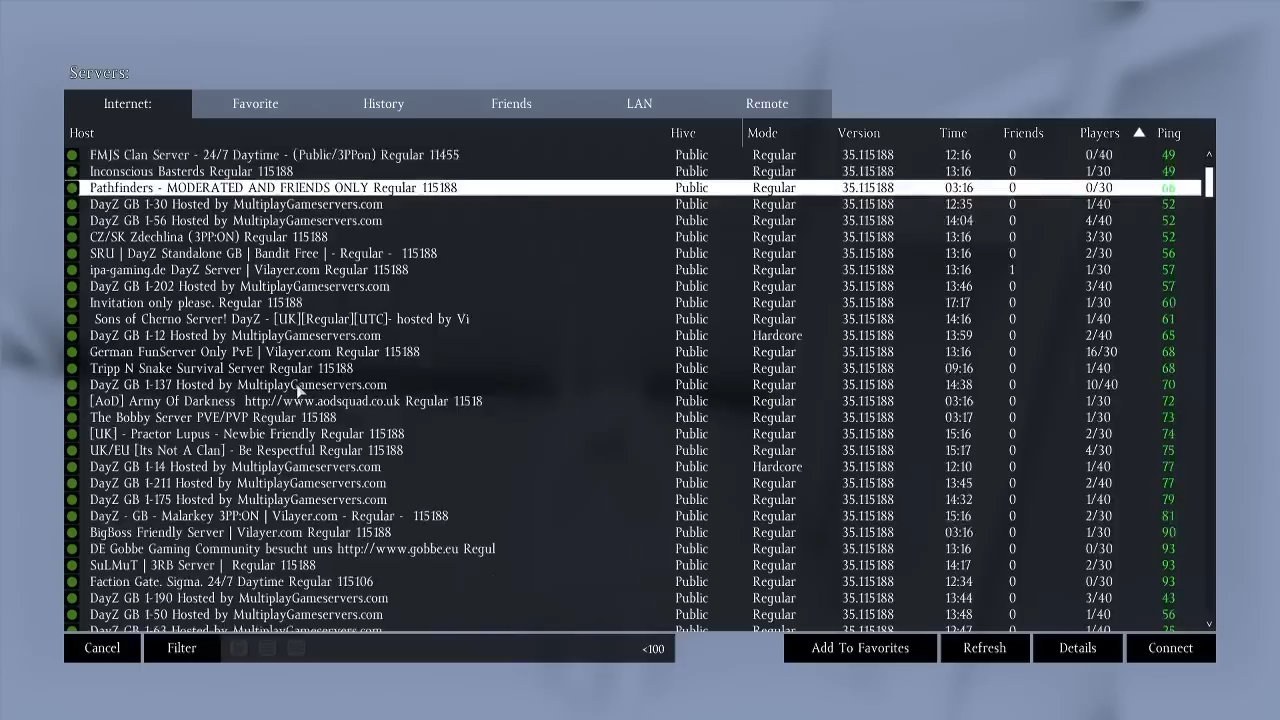 Servers:
Internet: Favorite History Friends LAN Remote
Host Hive Mode Version Time Friends Players Ping
FMJS Clan Server - 24/7 Daytime - (Public/3PPon) Regular 11455 Public Regular 35.115188 12:16 0 0/40 49
Inconscious Basterds Regular 115188 Public Regular 35.115188 13:16 0 1/30 49
Pathfinders - MODERATED AND FRIENDS ONLY Regular 115188 Public Regular 35.115188 03:16 0 0/30 66
DayZ GB 1-30 Hosted by MultiplayGameservers.com Public Regular 35.115188 12:35 0 1/40 52
DayZ GB 1-56 Hosted by MultiplayGameservers.com Public Regular 35.115188 14:04 0 4/40 52
CZ/SK Zdechlina (3PP:ON) Regular 115188 Public Regular 35.115188 13:16 0 3/30 52
SRU | DayZ Standalone GB | Bandit Free | - Regular - 115188 Public Regular 35.115188 13:16 0 2/30 56
ipa-gaming.de DayZ Server | Vilayer.com Regular 115188 Public Regular 35.115188 13:16 1 1/30 57
DayZ GB 1-202 Hosted by MultiplayGameservers.com Public Regular 35.115188 13:46 0 3/40 57
Invitation only please. Regular 115188 Public Regular 35.115188 17:17 0 1/30 60
Sons of Cherno Server! DayZ - [UK][Regular][UTC]- hosted by Vi Public Regular 35.115188 14:16 0 1/40 61
DayZ GB 1-12 Hosted by MultiplayGameservers.com Public Hardcore 35.115188 13:59 0 2/40 65
German FunServer Only PvE | Vilayer.com Regular 115188 Public Regular 35.115188 13:16 0 16/30 68
Tripp N Snake Survival Server Regular 115188 Public Regular 35.115188 09:16 0 1/30 68
DayZ GB 1-137 Hosted by MultiplayGameservers.com Public Regular 35.115188 14:38 0 10/40 70
[AoD] Army Of Darkness http://www.aodsquad.co.uk Regular 11518 Public Regular 35.115188 03:16 0 1/30 72
The Bobby Server PVE/PVP Regular 115188 Public Regular 35.115188 03:17 0 1/30 73
[UK] - Praetor Lupus - Newbie Friendly Regular 115188 Public Regular 35.115188 15:16 0 2/30 74
UK/EU [Its Not A Clan] - Be Respectful Regular 115188 Public Regular 35.115188 15:17 0 4/30 75
DayZ GB 1-14 Hosted by MultiplayGameservers.com Public Hardcore 35.115188 12:10 0 1/40 77
DayZ GB 1-211 Hosted by MultiplayGameservers.com Public Regular 35.115188 13:45 0 2/40 77
DayZ GB 1-175 Hosted by MultiplayGameservers.com Public Regular 35.115188 14:32 0 1/40 79
DayZ - GB - Malarkey 3PP:ON | Vilayer.com - Regular - 115188 Public Regular 35.115188 15:16 0 2/30 81
BigBoss Friendly Server | Vilayer.com Regular 115188 Public Regular 35.115188 03:16 0 1/30 90
DE Gobbe Gaming Community besucht uns http://www.gobbe.eu Regul Public Regular 35.115188 13:16 0 0/30 93
SuLMuT | 3RB Server | Regular 115188 Public Regular 35.115188 14:17 0 2/30 93
Faction Gate. Sigma. 24/7 Daytime Regular 115106 Public Regular 35.115188 12:34 0 0/30 93
DayZ GB 1-190 Hosted by MultiplayGameservers.com Public Regular 35.115188 13:44 0 3/40 43
DayZ GB 1-50 Hosted by MultiplayGameservers.com Public Regular 35.115188 13:48 0 1/40 56
DayZ GB 1-63 Hosted by MultiplayGameservers.com Public Regular 35.115188 13:47 0 1/40 25
Cancel Filter <100 Add To Favorites Refresh Details Connect